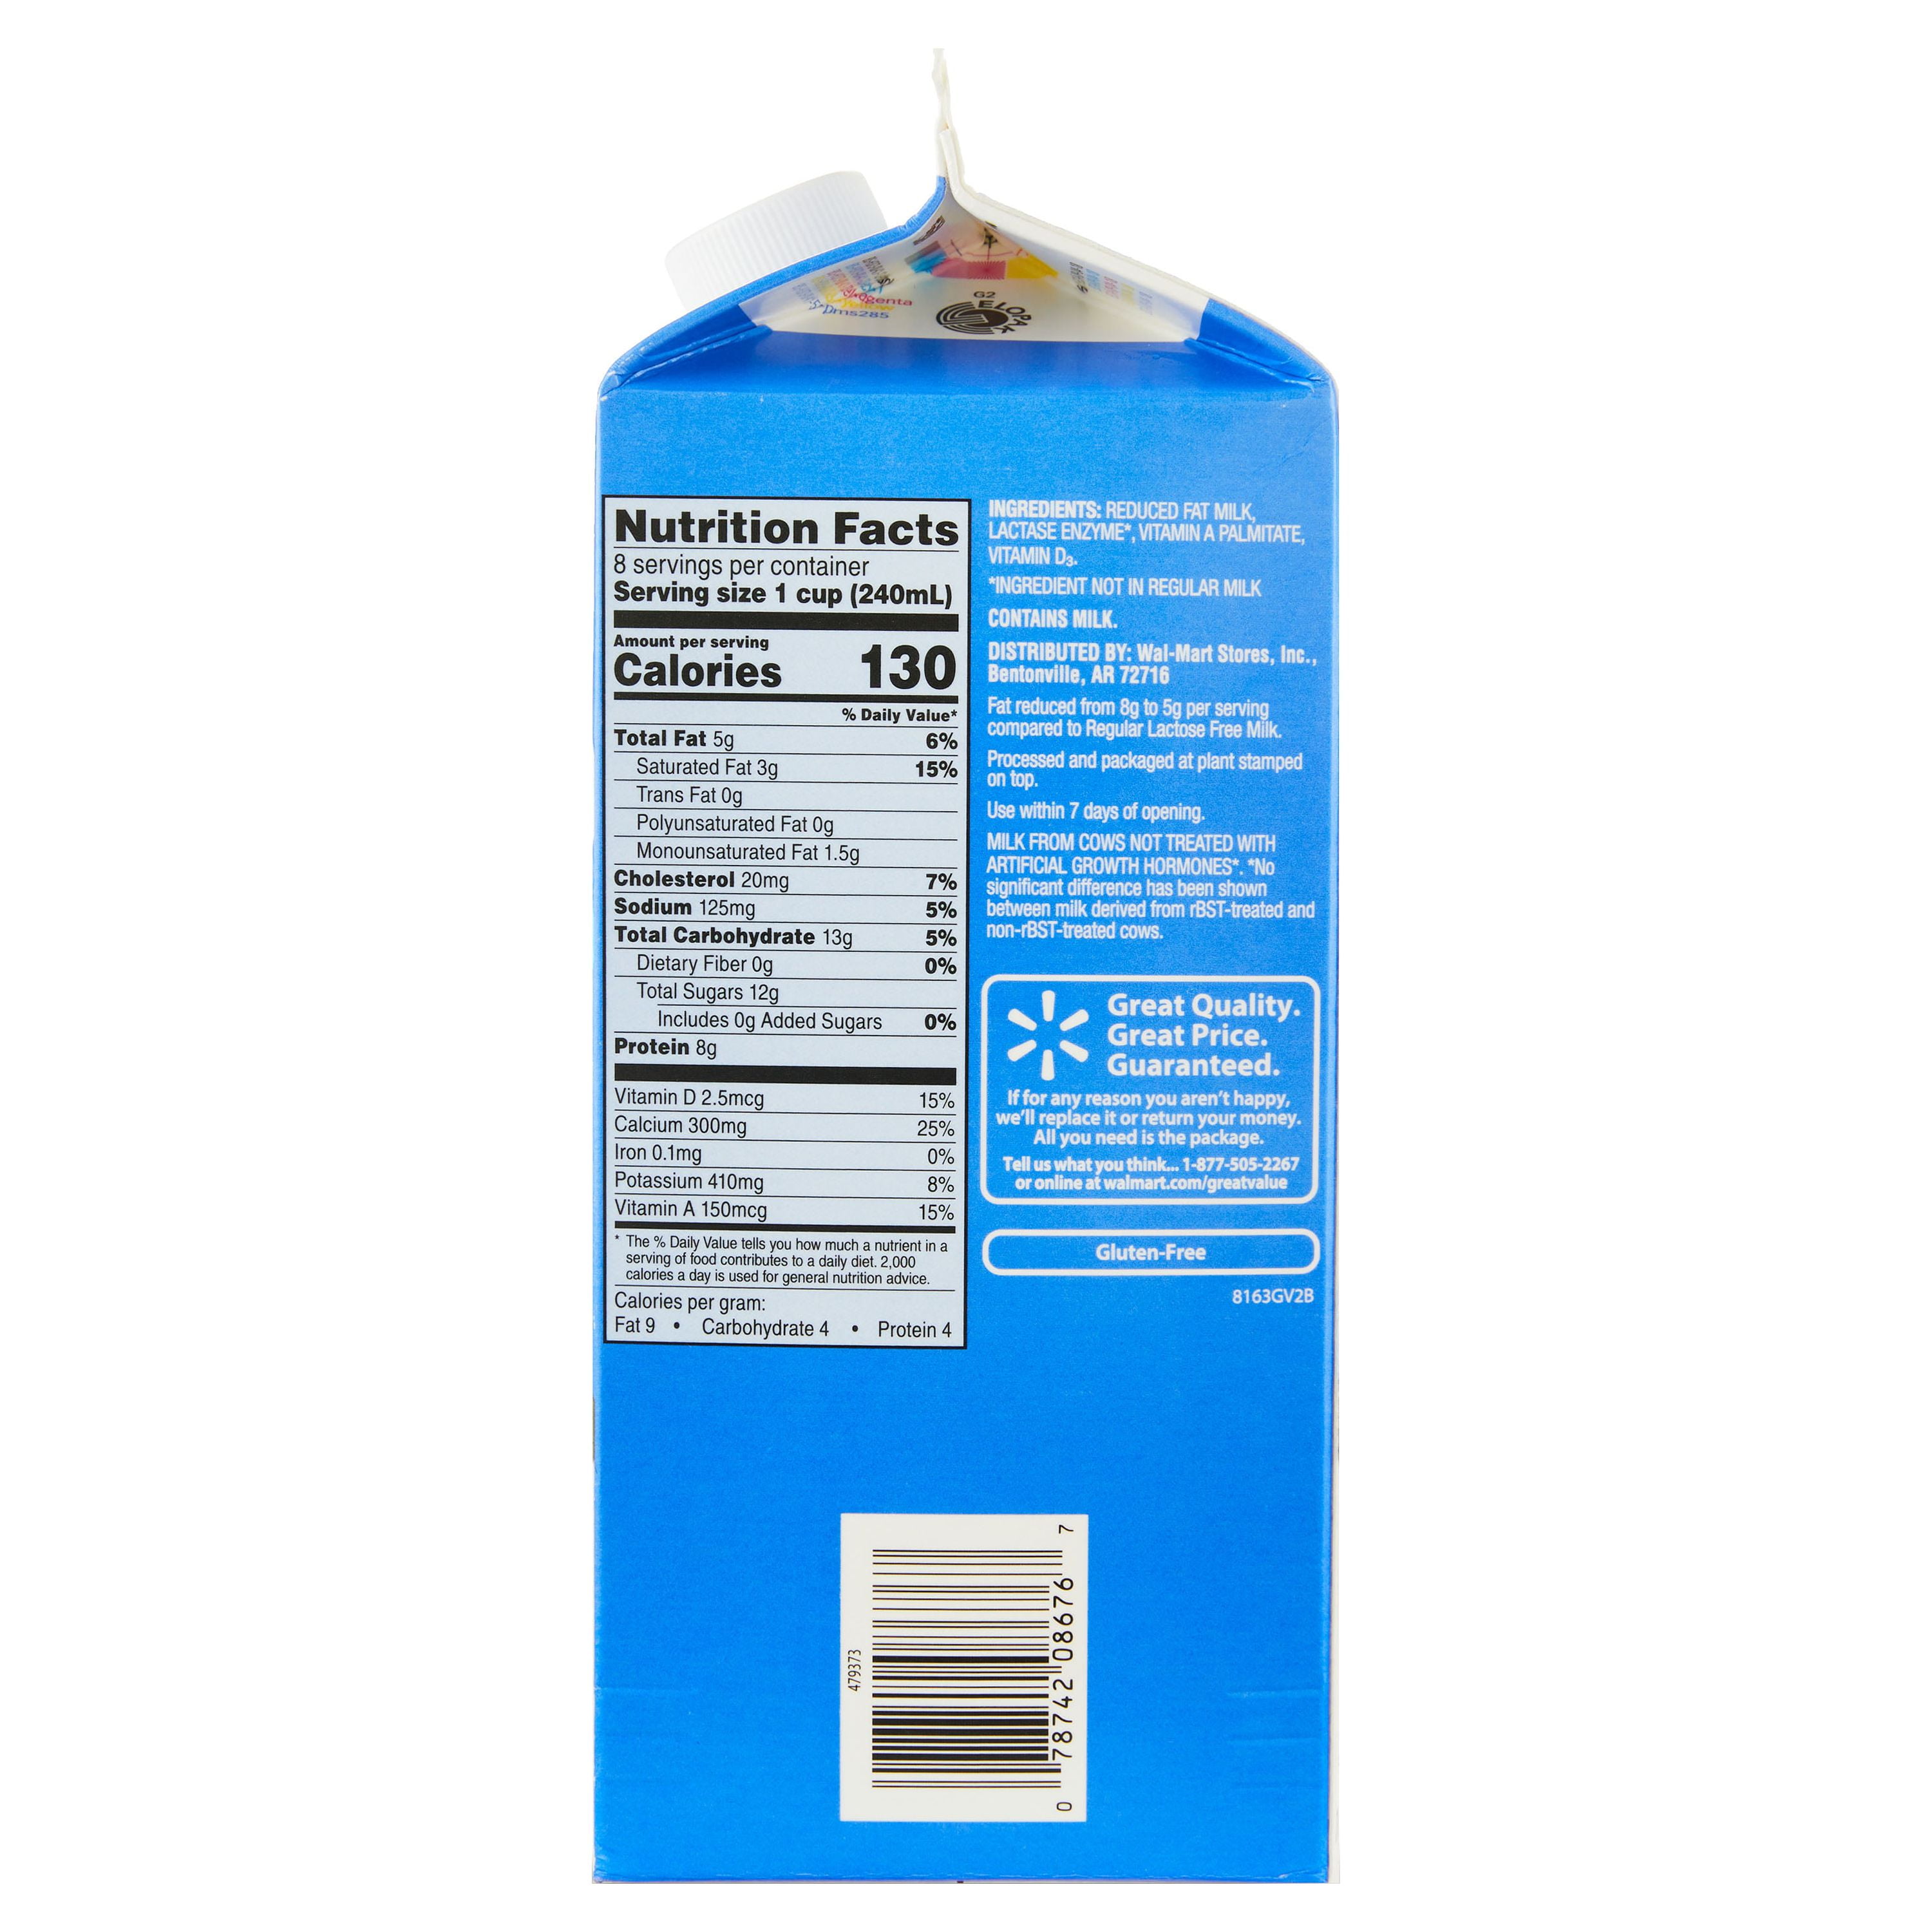 Dms285
G2
ELOPAK
Nutrition Facts
8 servings per container
Serving size 1 cup (240mL)
Amount per serving
Calories 130
% Daily Value*
Total Fat 5g 6%
Saturated Fat 3g 15%
Trans Fat 0g
Polyunsaturated Fat 0g
Monounsaturated Fat 1.5g
Cholesterol 20mg 7%
Sodium 125mg 5%
Total Carbohydrate 13g 5%
Dietary Fiber 0g 0%
Total Sugars 12g
Includes 0g Added Sugars 0%
Protein 8g
Vitamin D 2.5mcg 15%
Calcium 300mg 25%
Iron 0.1mg 0%
Potassium 410mg 8%
Vitamin A 150mcg 15%
* The % Daily Value tells you how much a nutrient in a
serving of food contributes to a daily diet. 2,000
calories a day is used for general nutrition advice.
Calories per gram:
Fat 9 • Carbohydrate 4 • Protein 4
INGREDIENTS: REDUCED FAT MILK,
LACTASE ENZYME*, VITAMIN A PALMITATE,
VITAMIN D3.
*INGREDIENT NOT IN REGULAR MILK
CONTAINS MILK.
DISTRIBUTED BY: Wal-Mart Stores, Inc.,
Bentonville, AR 72716
Fat reduced from 8g to 5g per serving
compared to Regular Lactose Free Milk.
Processed and packaged at plant stamped
on top.
Use within 7 days of opening.
MILK FROM COWS NOT TREATED WITH
ARTIFICIAL GROWTH HORMONES*. *No
significant difference has been shown
between milk derived from rBST-treated and
non-rBST-treated cows.
Great Quality.
Great Price.
Guaranteed.
If for any reason you aren't happy,
we'll replace it or return your money.
All you need is the package.
Tell us what you think... 1-877-505-2267
or online at walmart.com/greatvalue
Gluten-Free
8163GV2B
479373
0 78742 08676 7